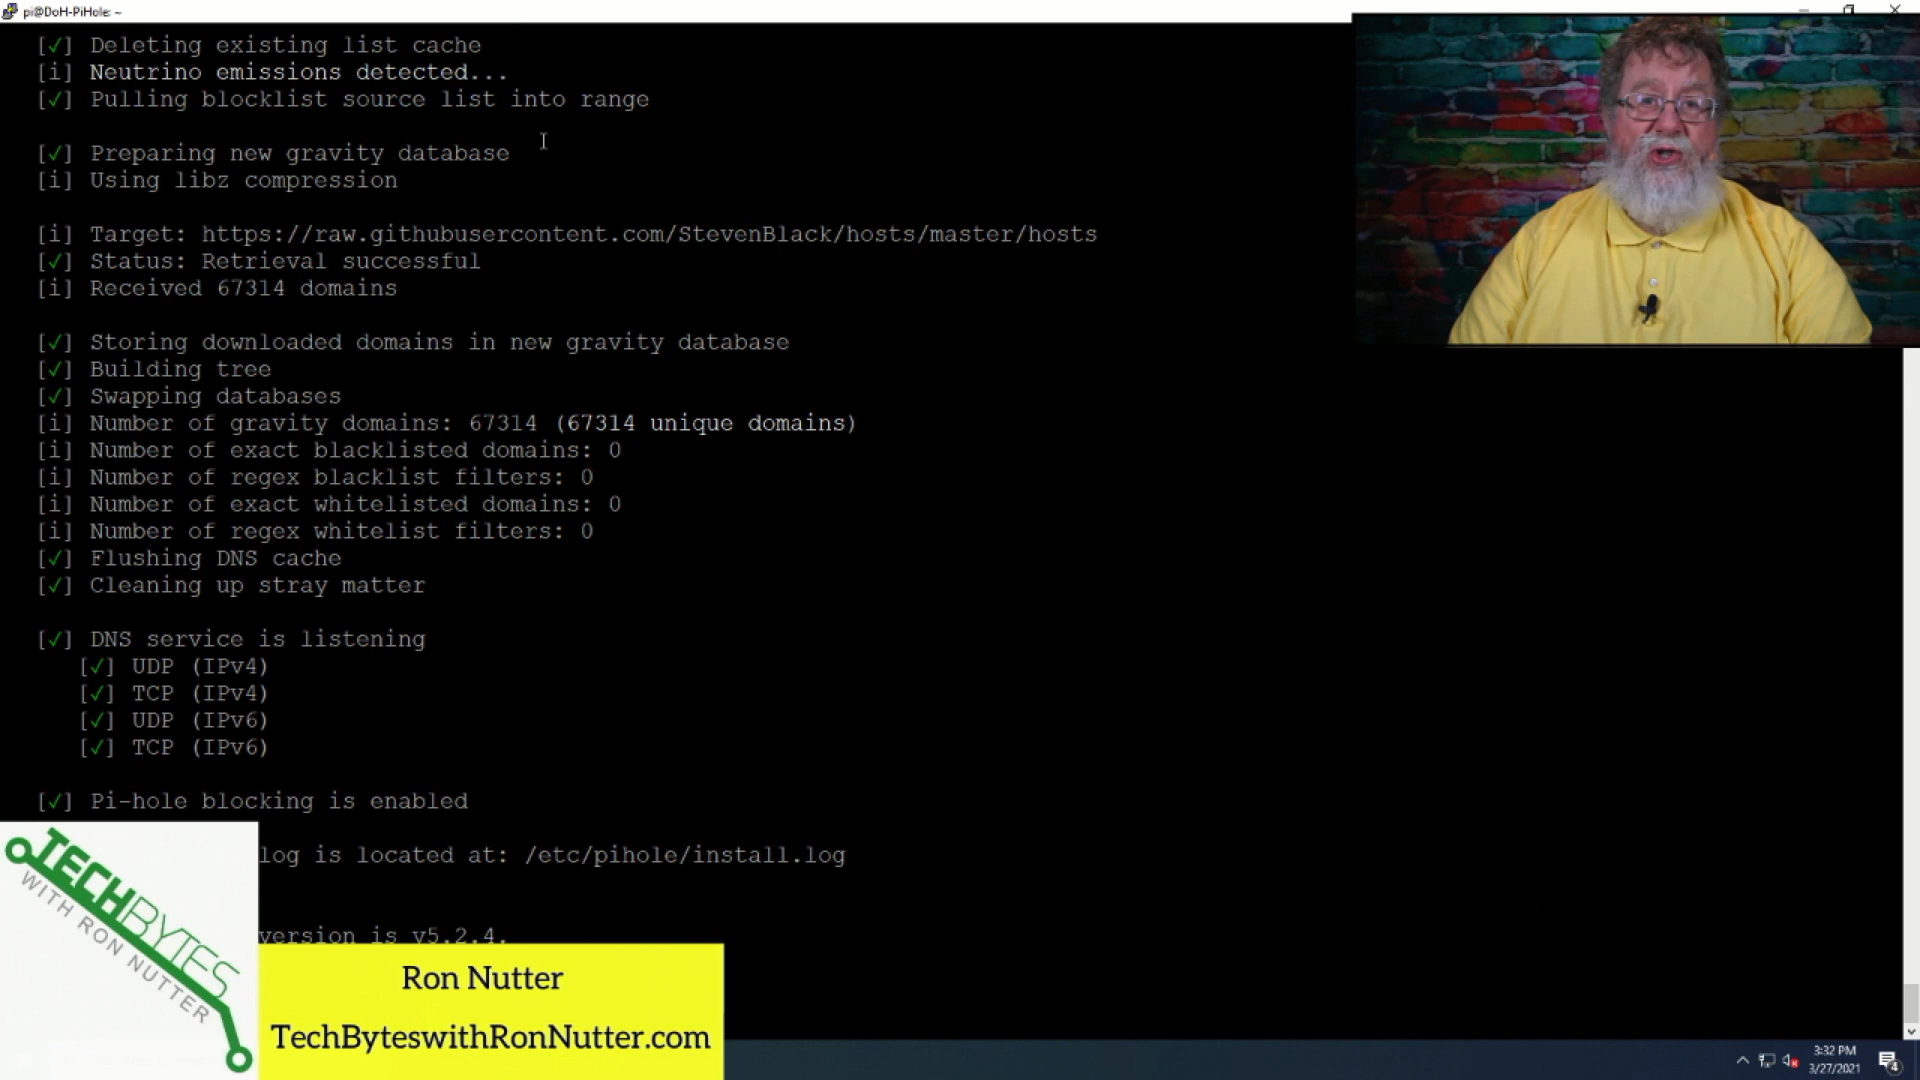 pi@DoH-PiHole: ~
[✓] Deleting existing list cache
[i] Neutrino emissions detected...
[✓] Pulling blocklist source list into range
[✓] Preparing new gravity database
[i] Using libz compression
[i] Target: https://raw.githubusercontent.com/StevenBlack/hosts/master/hosts
[✓] Status: Retrieval successful
[i] Received 67314 domains
[✓] Storing downloaded domains in new gravity database
[✓] Building tree
[✓] Swapping databases
[i] Number of gravity domains: 67314 (67314 unique domains)
[i] Number of exact blacklisted domains: 0
[i] Number of regex blacklist filters: 0
[i] Number of exact whitelisted domains: 0
[i] Number of regex whitelist filters: 0
[✓] Flushing DNS cache
[✓] Cleaning up stray matter
[✓] DNS service is listening
[✓] UDP (IPv4)
[✓] TCP (IPv4)
[✓] UDP (IPv6)
[✓] TCP (IPv6)
[✓] Pi-hole blocking is enabled
log is located at: /etc/pihole/install.log
version is v5.2.4.
TECHBYTES
WITH RON NUTTER
Ron Nutter
TechByteswithRonNutter.com
3:32 PM
3/27/2021
4